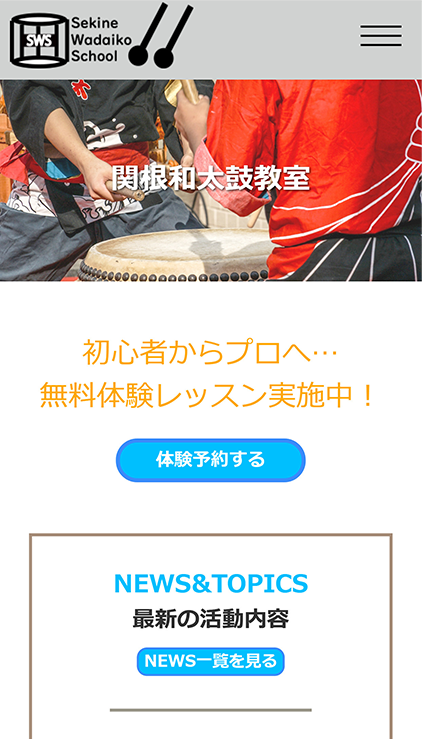 SWS
Sekine
Wadaiko
School
関根和太鼓教室
初心者からプロへ…
無料体験レッスン実施中！
体験予約する
NEWS&TOPICS
最新の活動内容
NEWS一覧を見る